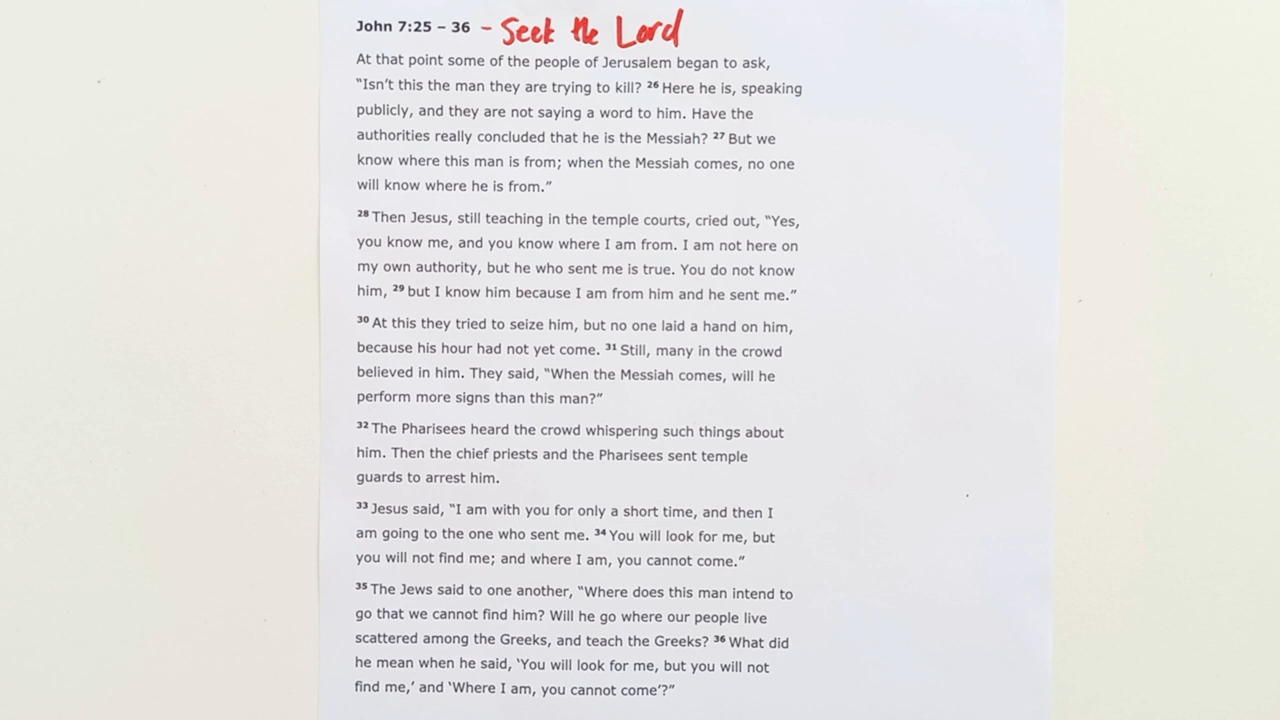 John 7:25 – 36 – Seek the Lord
At that point some of the people of Jerusalem began to ask,
“Isn’t this the man they are trying to kill? ²⁶ Here he is, speaking
publicly, and they are not saying a word to him. Have the
authorities really concluded that he is the Messiah? ²⁷ But we
know where this man is from; when the Messiah comes, no one
will know where he is from.”
²⁸ Then Jesus, still teaching in the temple courts, cried out, “Yes,
you know me, and you know where I am from. I am not here on
my own authority, but he who sent me is true. You do not know
him, ²⁹ but I know him because I am from him and he sent me.”
³⁰ At this they tried to seize him, but no one laid a hand on him,
because his hour had not yet come. ³¹ Still, many in the crowd
believed in him. They said, “When the Messiah comes, will he
perform more signs than this man?”
³² The Pharisees heard the crowd whispering such things about
him. Then the chief priests and the Pharisees sent temple
guards to arrest him.
³³ Jesus said, “I am with you for only a short time, and then I
am going to the one who sent me. ³⁴ You will look for me, but
you will not find me; and where I am, you cannot come.”
³⁵ The Jews said to one another, “Where does this man intend to
go that we cannot find him? Will he go where our people live
scattered among the Greeks, and teach the Greeks? ³⁶ What did
he mean when he said, ‘You will look for me, but you will not
find me,’ and ‘Where I am, you cannot come’?”